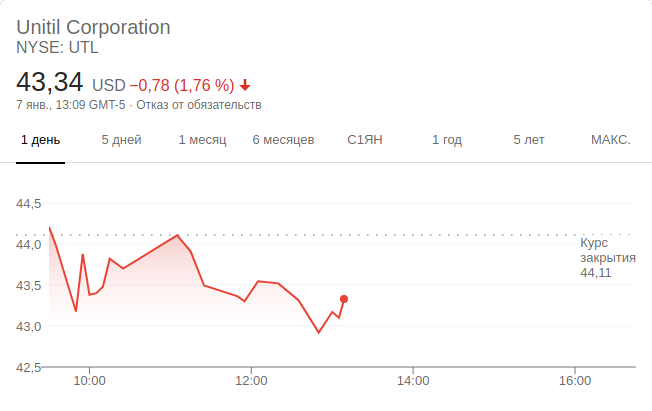 Unitil Corporation
NYSE: UTL
43,34 USD −0,78 (1,76 %)
7 янв., 13:09 GMT-5 · Отказ от обязательств
1 день 5 дней 1 месяц 6 месяцев С1ЯН 1 год 5 лет МАКС.
44,5
44,0
43,5
43,0
42,5
Курс
закрытия
44,11
10:00 12:00 14:00 16:00